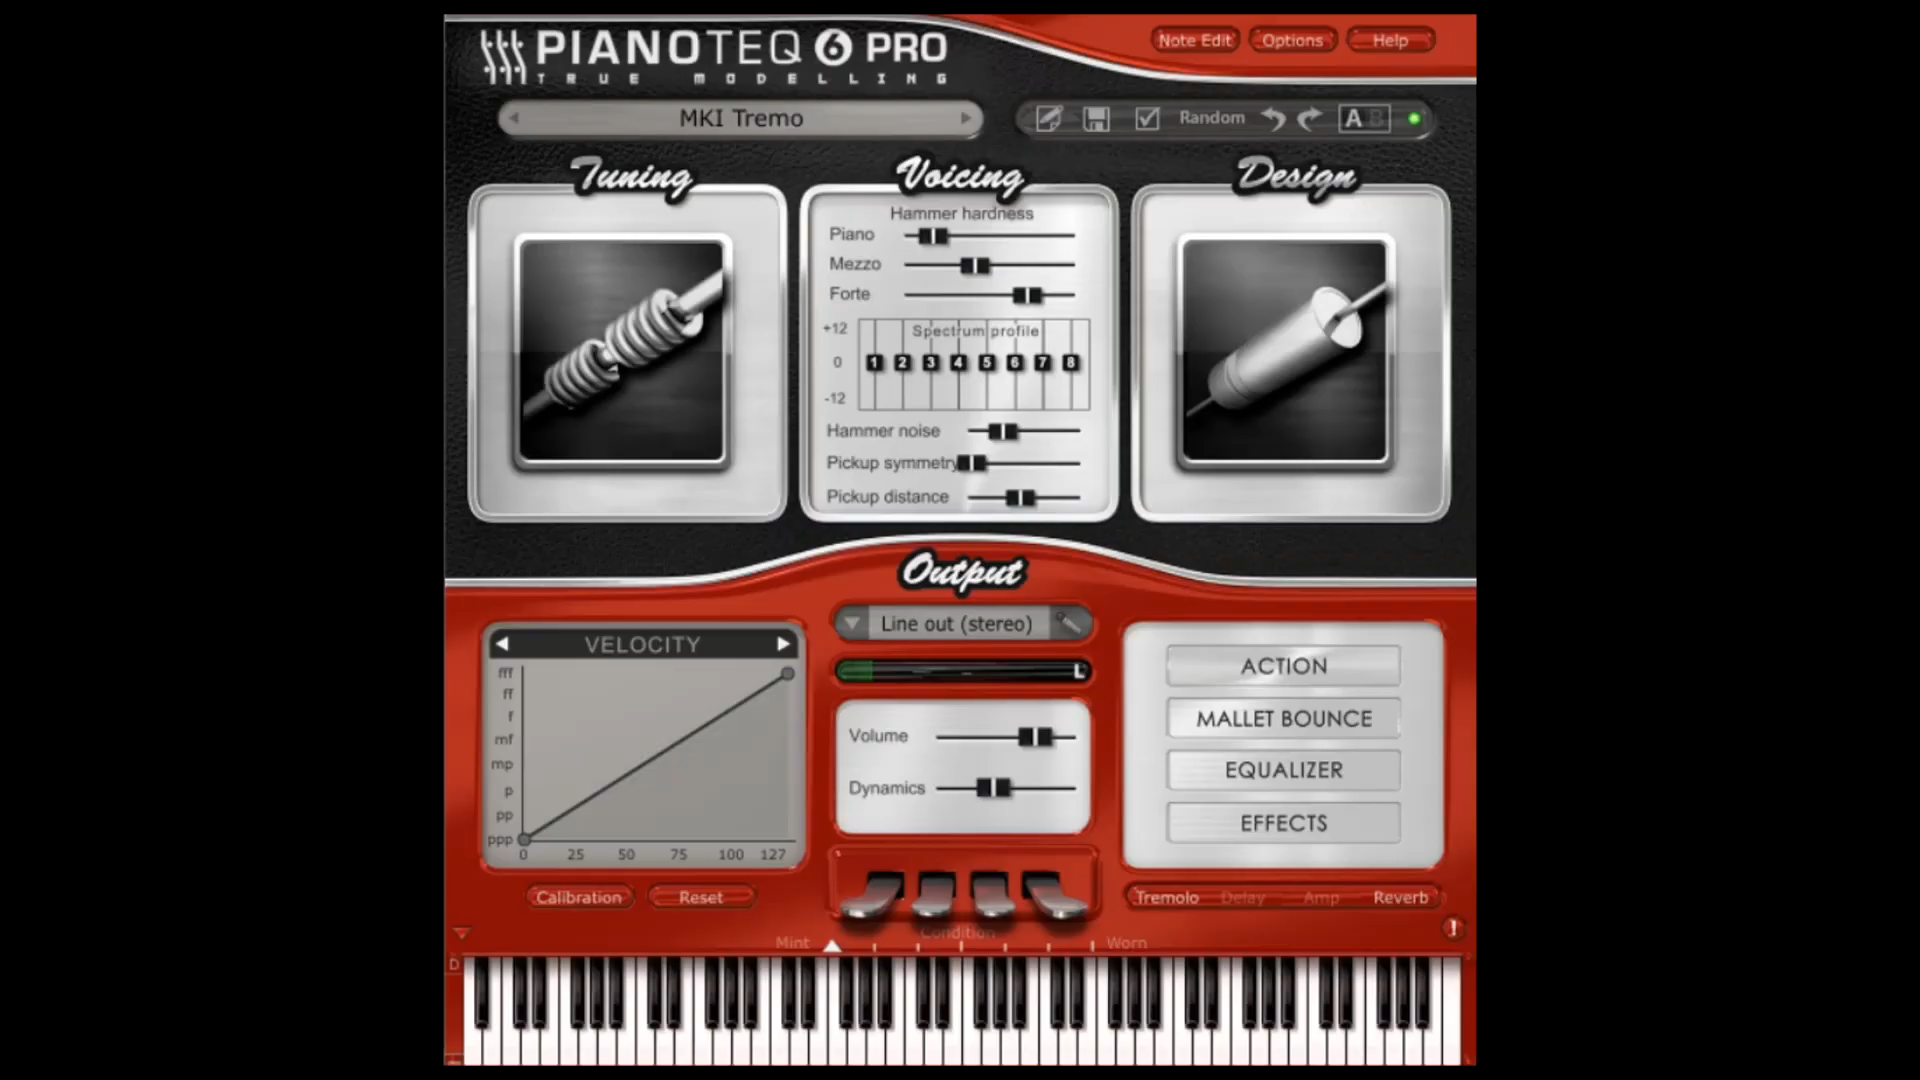 PIANOTEQ 6 PRO
TRUE MODELLING
Note Edit Options Help
MKI Tremo
Random A B
Tuning
Voicing
Design
Hammer hardness
Piano
Mezzo
Forte
+12
Spectrum profile
0
1 2 3 4 5 6 7 8
-12
Hammer noise
Pickup symmetry
Pickup distance
Output
Line out (stereo)
L
VELOCITY
fff
ff
f
mf
mp
p
pp
ppp
0 25 50 75 100 127
Calibration Reset
Volume
Dynamics
ACTION
MALLET BOUNCE
EQUALIZER
EFFECTS
Tremolo Delay Amp Reverb
!
Mint Condition Worn
D